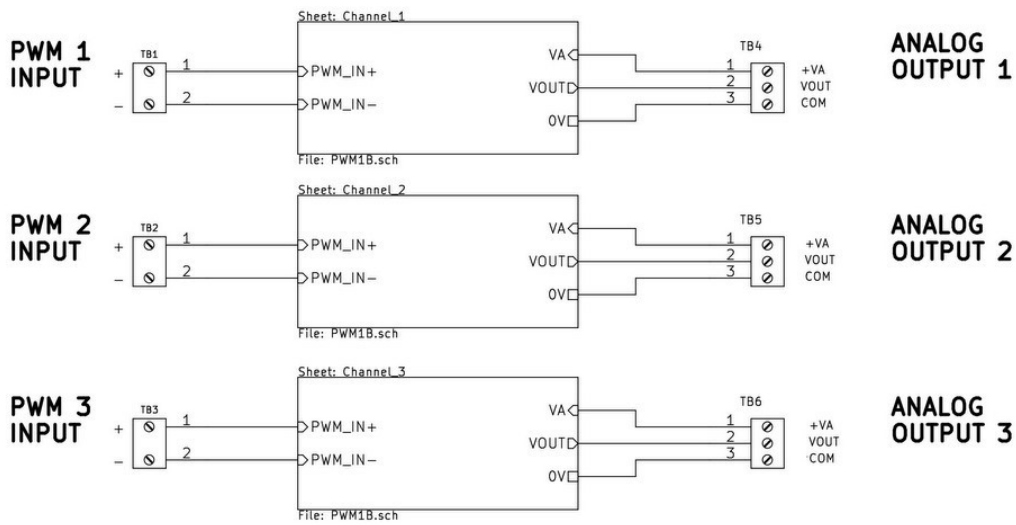 Sheet: Channel_1
PWM 1
INPUT
TB1
+
−
1
2
PWM_IN+
PWM_IN−
VA
VOUT
0V
1
2
3
TB4
+VA
VOUT
COM
ANALOG
OUTPUT 1
File: PWM1B.sch
Sheet: Channel_2
PWM 2
INPUT
TB2
+
−
1
2
PWM_IN+
PWM_IN−
VA
VOUT
0V
1
2
3
TB5
+VA
VOUT
COM
ANALOG
OUTPUT 2
File: PWM1B.sch
Sheet: Channel_3
PWM 3
INPUT
TB3
+
−
1
2
PWM_IN+
PWM_IN−
VA
VOUT
0V
1
2
3
TB6
+VA
VOUT
COM
ANALOG
OUTPUT 3
File: PWM1B.sch